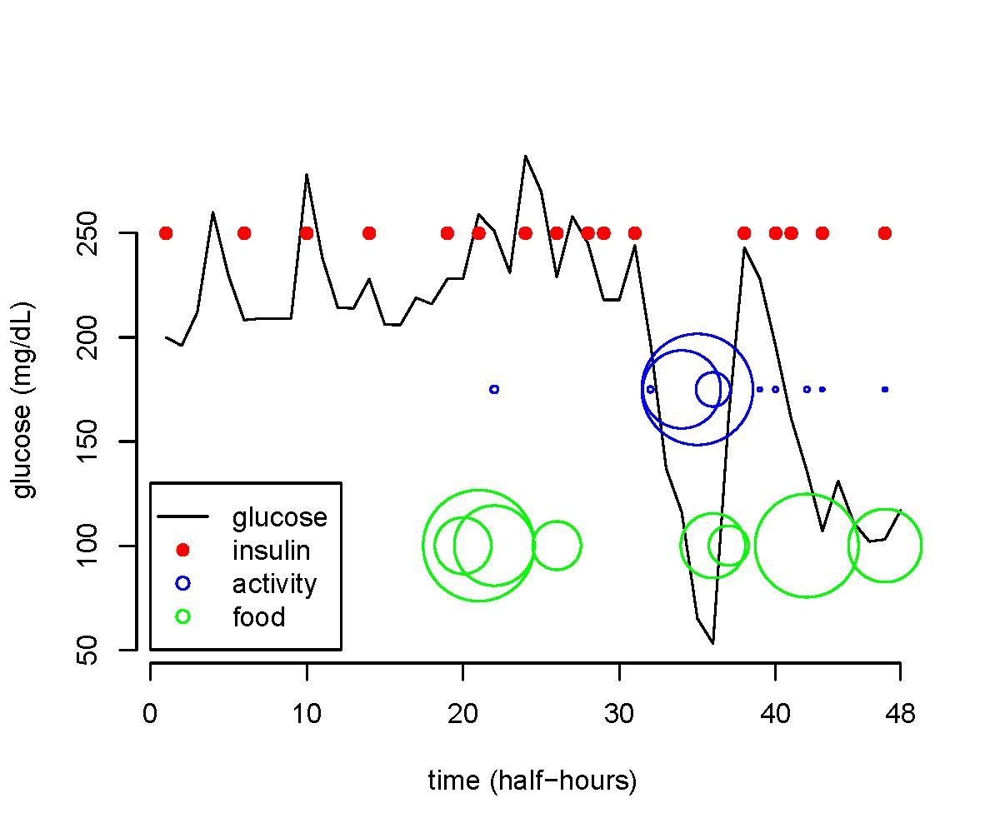 glucose (mg/dL)
250
200
150
100
50
glucose
insulin
activity
food
0 10 20 30 40 48
time (half−hours)